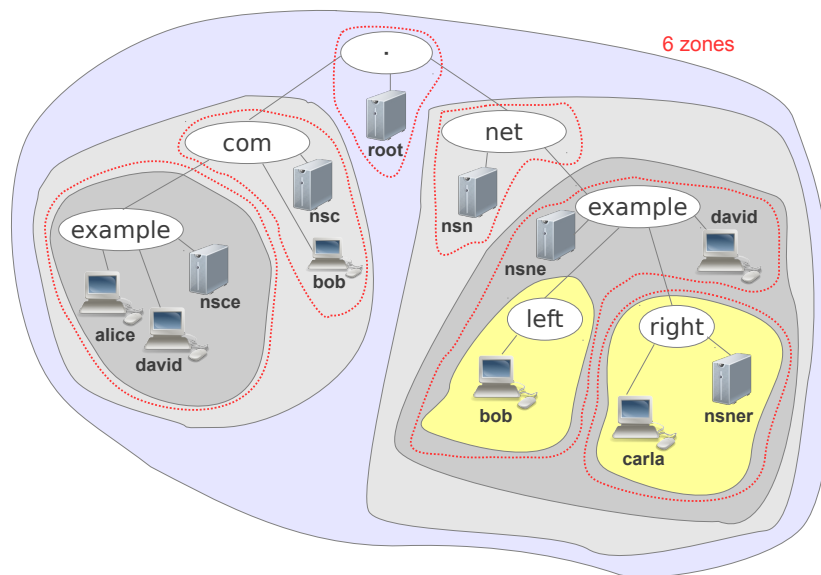 6 zones
.
root
com
nsc
bob
example
nsce
alice
david
net
nsn
example
david
nsne
left
bob
right
nsner
carla